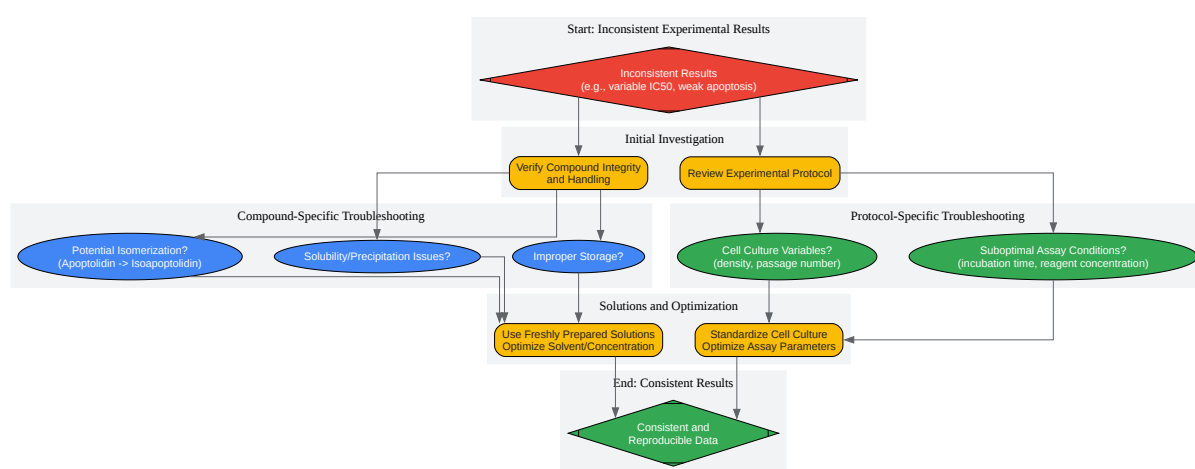 Start: Inconsistent Experimental Results
Inconsistent Results
(e.g., variable IC50, weak apoptosis)
Initial Investigation
Verify Compound Integrity
and Handling
Review Experimental Protocol
Compound-Specific Troubleshooting
Protocol-Specific Troubleshooting
Potential Isomerization?
(Apoptolidin -> Isoapoptolidin)
Solubility/Precipitation Issues?
Improper Storage?
Cell Culture Variables?
(density, passage number)
Suboptimal Assay Conditions?
(incubation time, reagent concentration)
Solutions and Optimization
Use Freshly Prepared Solutions
Optimize Solvent/Concentration
Standardize Cell Culture
Optimize Assay Parameters
End: Consistent Results
Consistent and
Reproducible Data